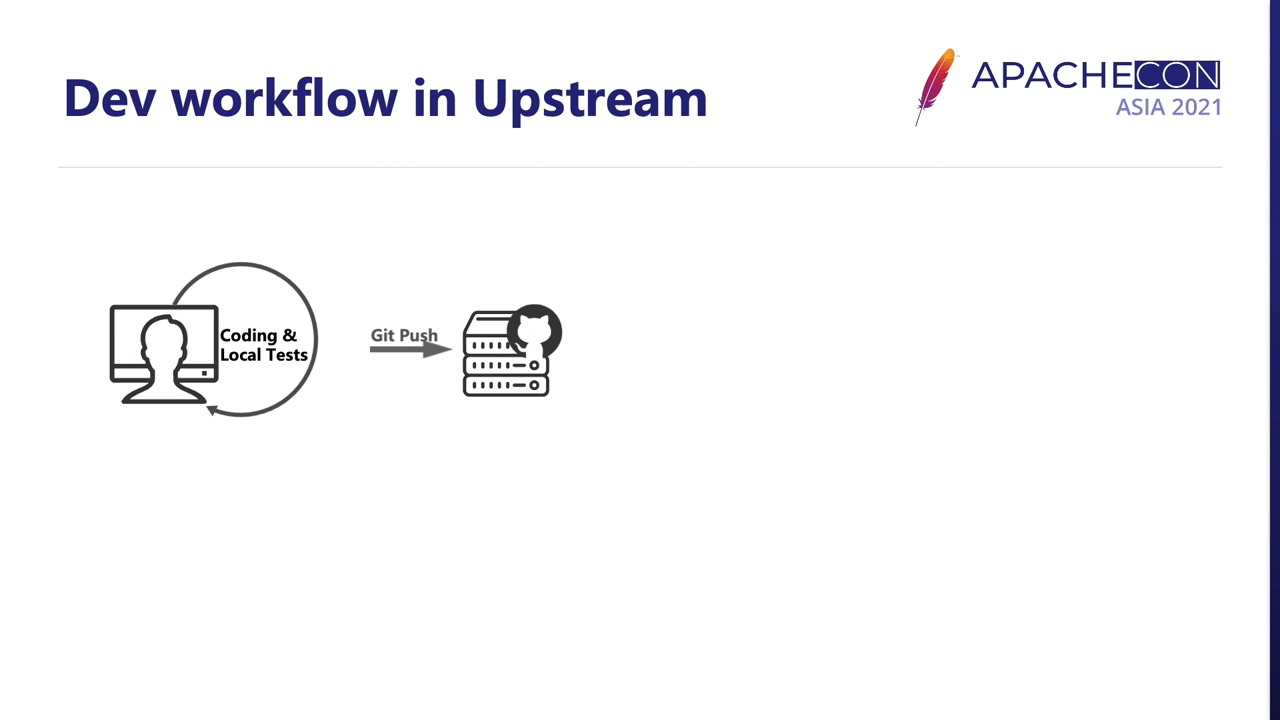 Dev workflow in Upstream
APACHECON
ASIA 2021
Coding &
Local Tests
Git Push